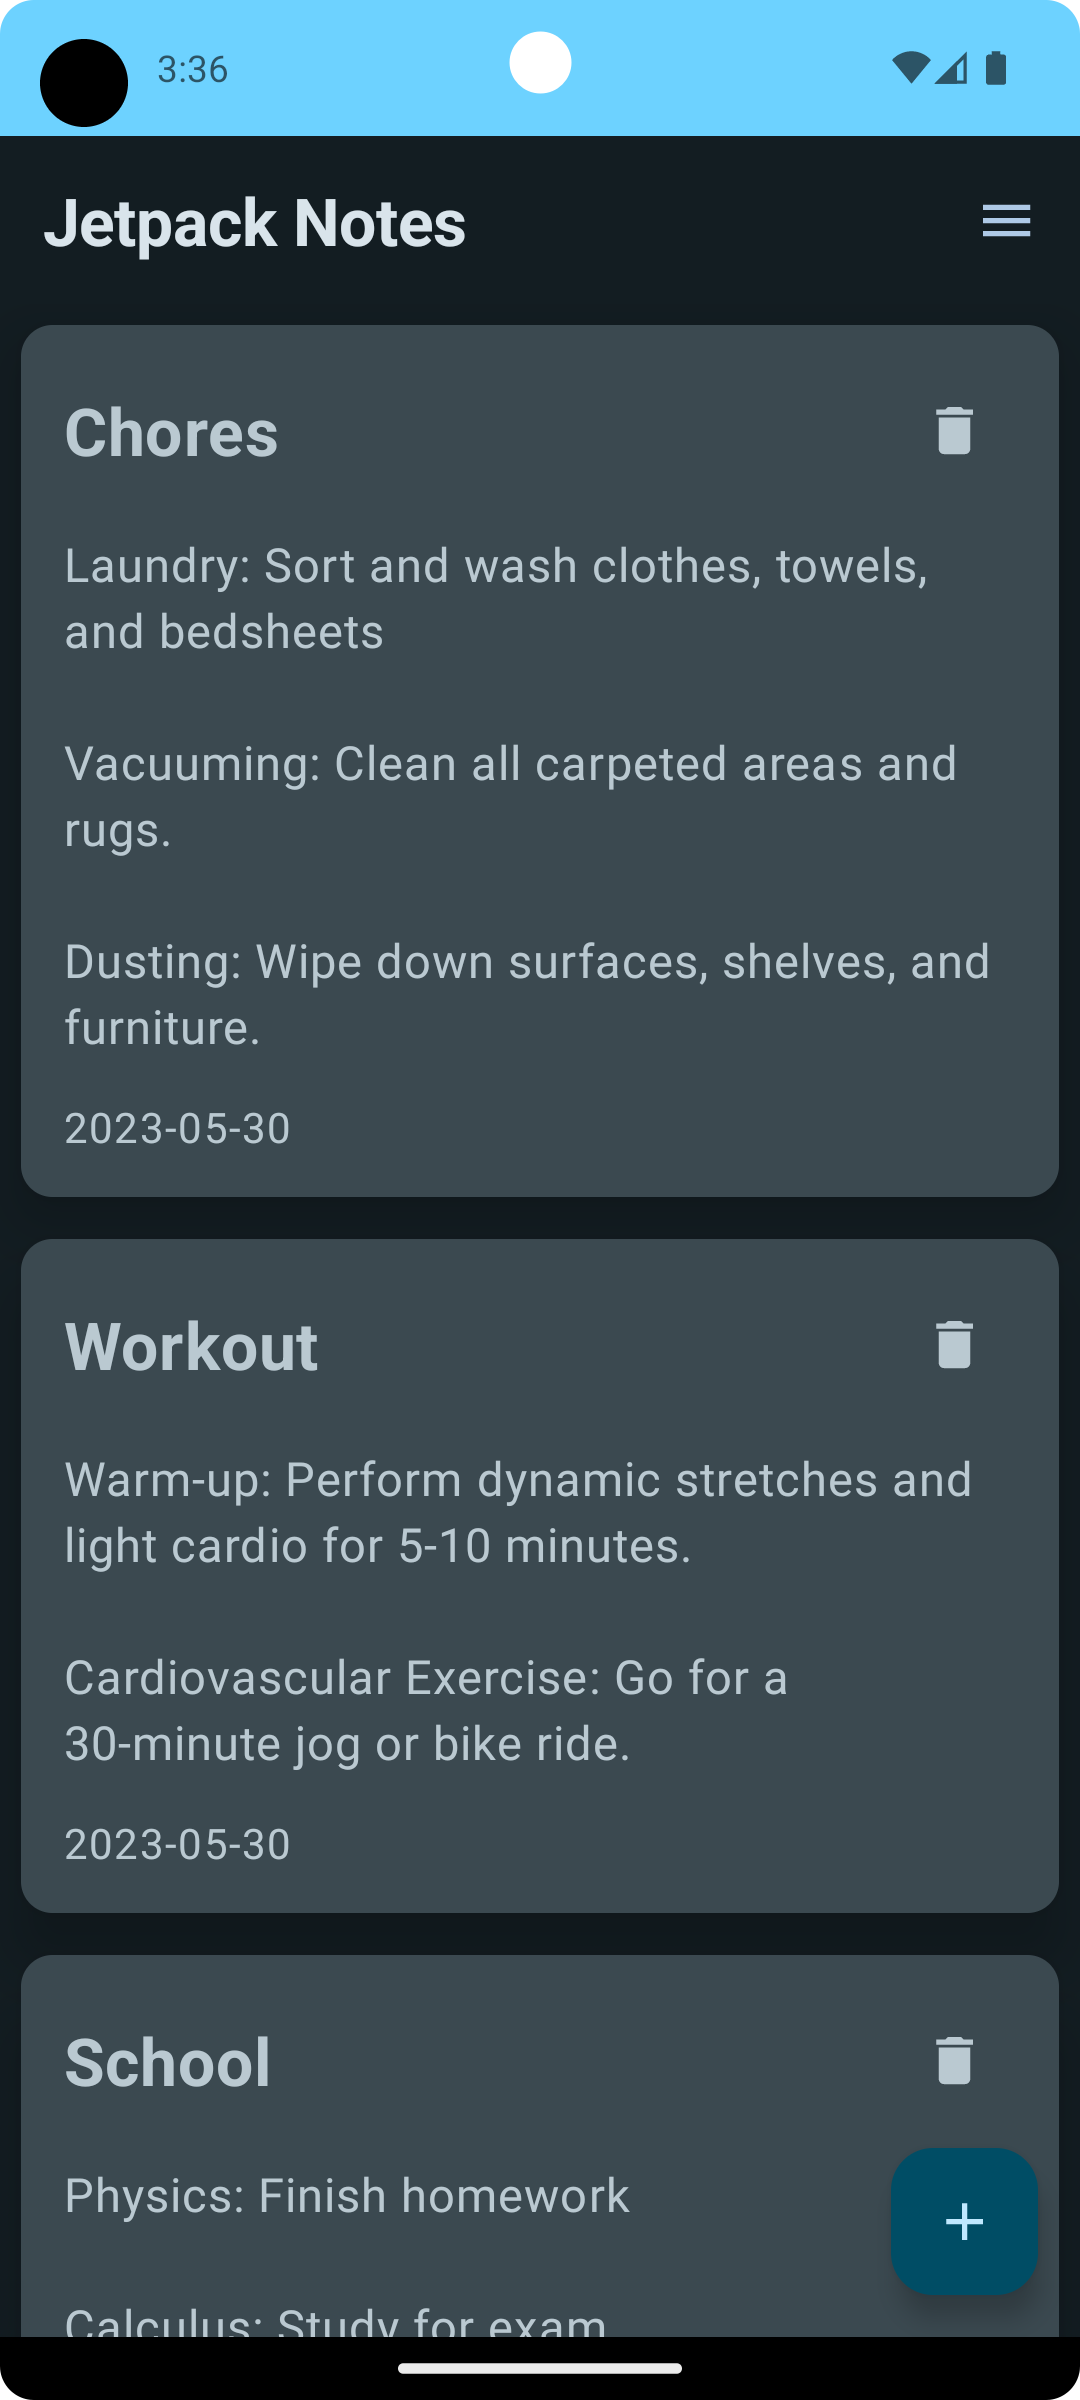 3:36
Jetpack Notes
Chores
Laundry: Sort and wash clothes, towels,
and bedsheets
Vacuuming: Clean all carpeted areas and
rugs.
Dusting: Wipe down surfaces, shelves, and
furniture.
2023-05-30
Workout
Warm-up: Perform dynamic stretches and
light cardio for 5-10 minutes.
Cardiovascular Exercise: Go for a
30-minute jog or bike ride.
2023-05-30
School
Physics: Finish homework
Calculus: Study for exam